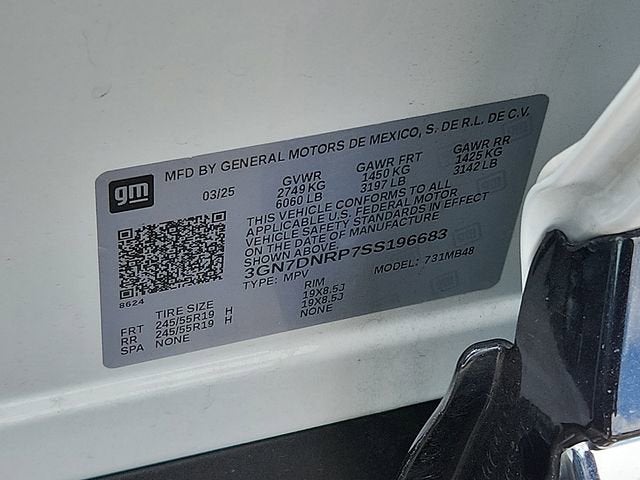 gm
MFD BY GENERAL MOTORS DE MEXICO, S. DE R.L. DE C.V.
03/25
GVWR GAWR FRT GAWR RR
2749 KG 1450 KG 1425 KG
6060 LB 3197 LB 3142 LB
THIS VEHICLE CONFORMS TO ALL
APPLICABLE U.S. FEDERAL MOTOR
VEHICLE SAFETY STANDARDS IN EFFECT
ON THE DATE OF MANUFACTURE
SHOWN ABOVE.
3GN7DNRP7SS196683
TYPE: MPV MODEL: 731MB48
8624
TIRE SIZE RIM
FRT 245/55R19 H 19X8.5J
RR 245/55R19 H 19X8.5J
SPA NONE NONE